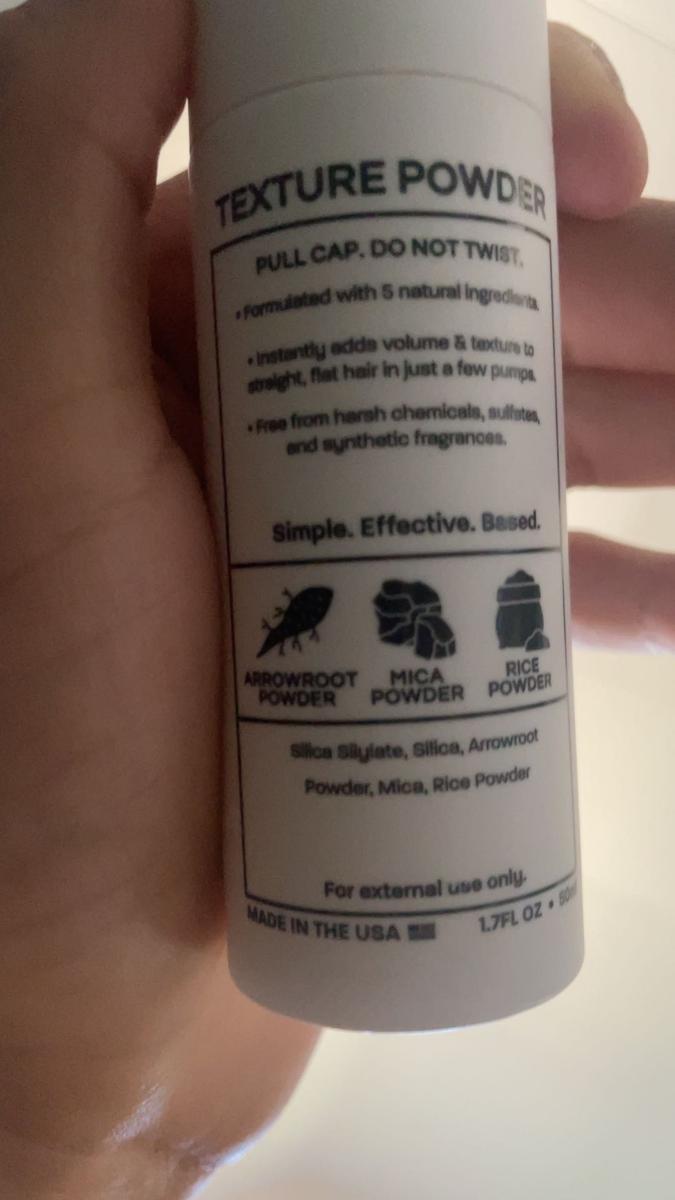 TEXTURE POWDER
PULL CAP. DO NOT TWIST.
• Formulated with 5 natural ingredients.
• Instantly adds volume & texture to
straight, flat hair in just a few pumps.
• Free from harsh chemicals, sulfates,
and synthetic fragrances.
Simple. Effective. Based.
ARROWROOT
POWDER
MICA
POWDER
RICE
POWDER
Silica Silylate, Silica, Arrowroot
Powder, Mica, Rice Powder
For external use only.
MADE IN THE USA
1.7FL OZ •